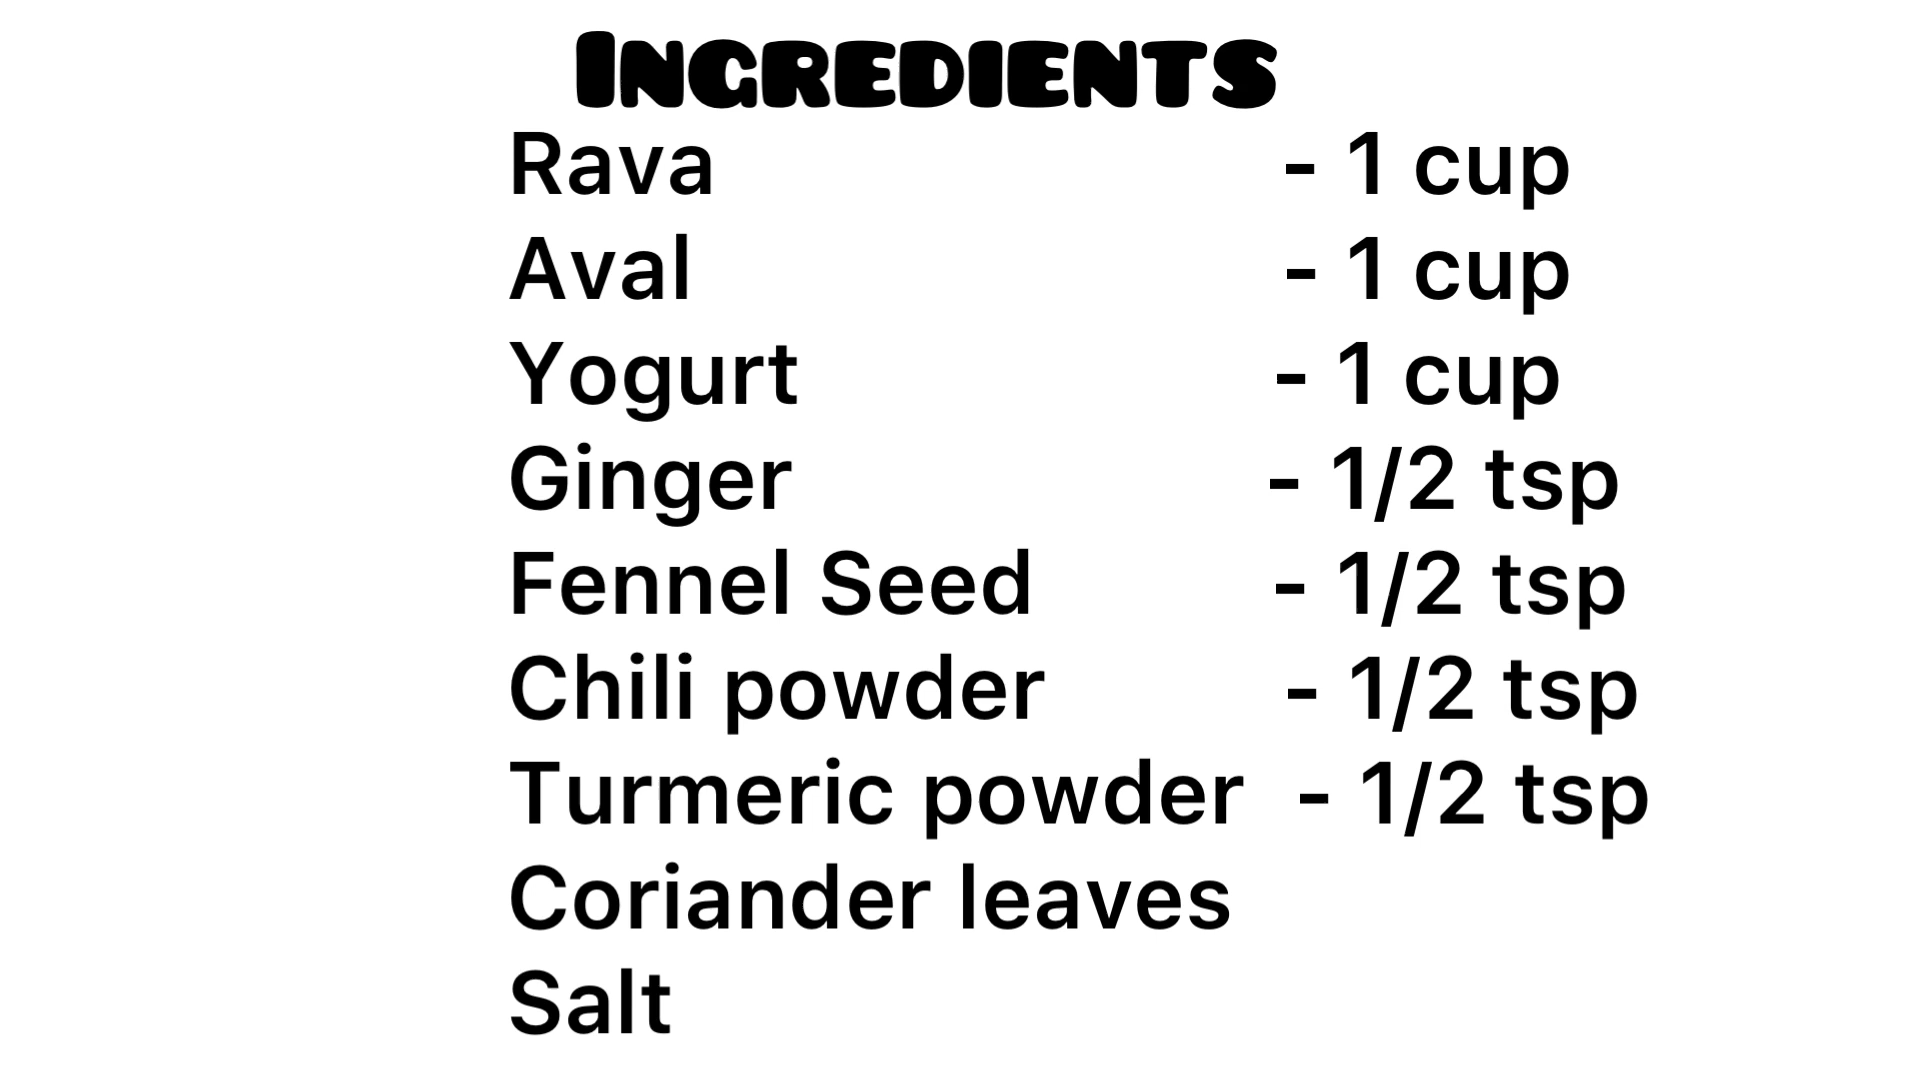 INGREDIENTS
Rava - 1 cup
Aval - 1 cup
Yogurt - 1 cup
Ginger - 1/2 tsp
Fennel Seed - 1/2 tsp
Chili powder - 1/2 tsp
Turmeric powder - 1/2 tsp
Coriander leaves
Salt